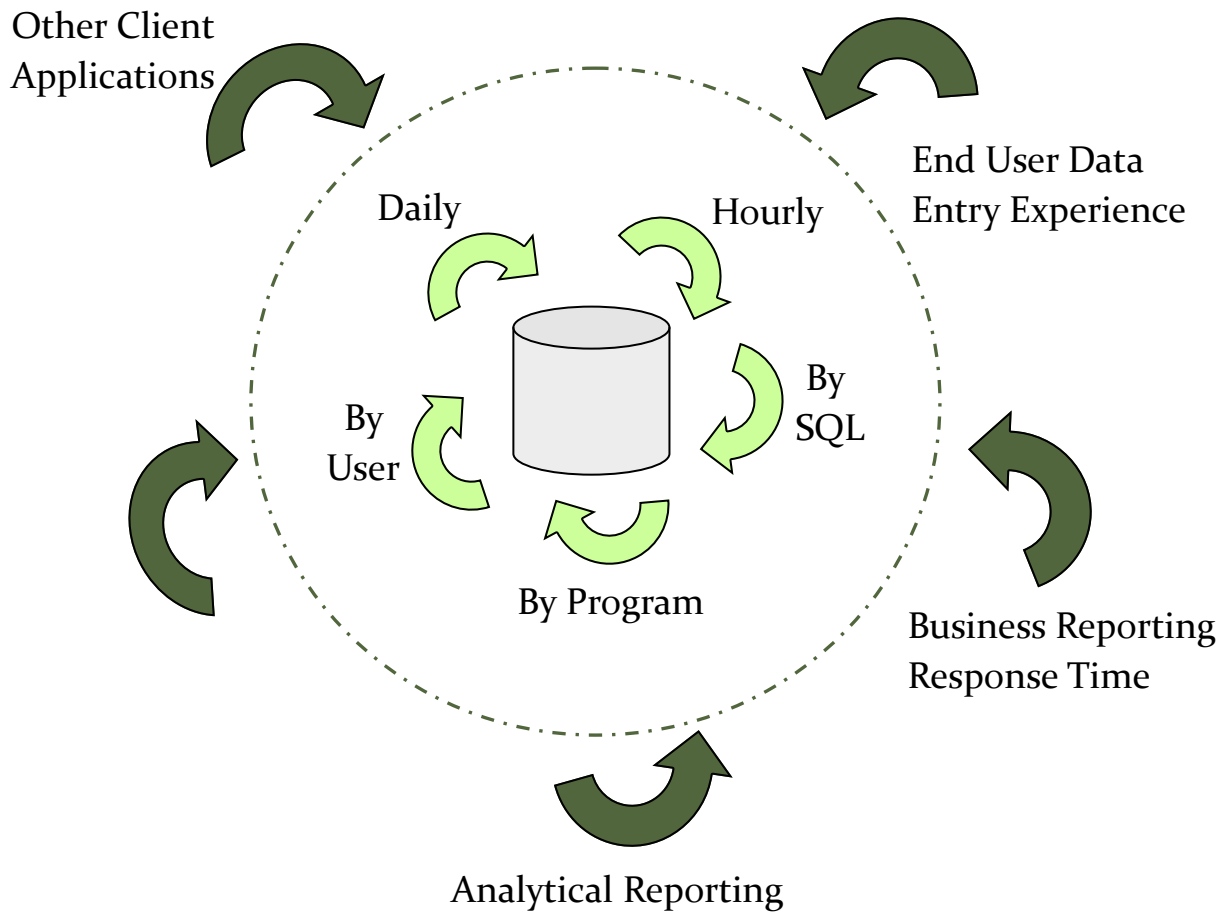 Other Client
Applications
End User Data
Entry Experience
Daily
Hourly
By
SQL
By
User
By Program
Business Reporting
Response Time
Analytical Reporting